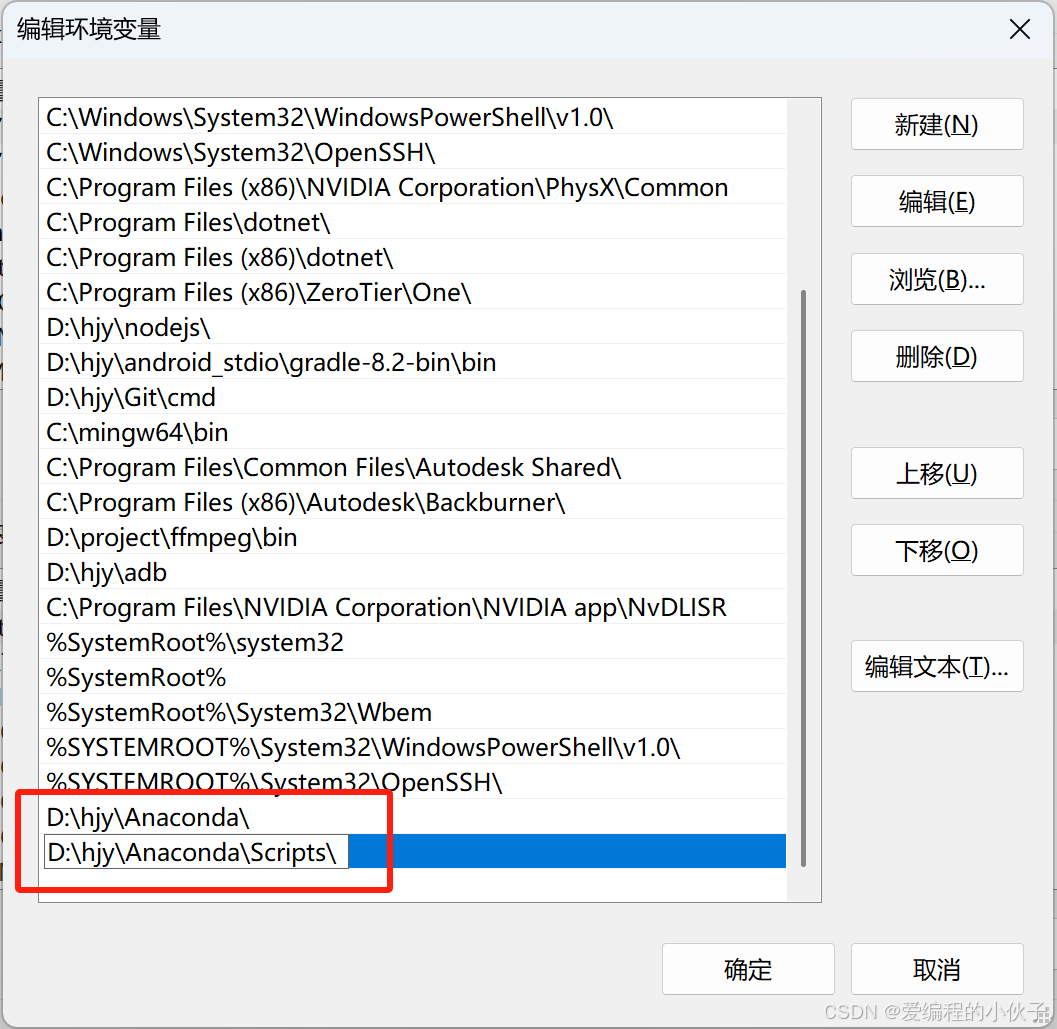 编辑环境变量
C:\Windows\System32\WindowsPowerShell\v1.0\
C:\Windows\System32\OpenSSH\
C:\Program Files (x86)\NVIDIA Corporation\PhysX\Common
C:\Program Files\dotnet\
C:\Program Files (x86)\dotnet\
C:\Program Files (x86)\ZeroTier\One\
D:\hjy\nodejs\
D:\hjy\android_stdio\gradle-8.2-bin\bin
D:\hjy\Git\cmd
C:\mingw64\bin
C:\Program Files\Common Files\Autodesk Shared\
C:\Program Files (x86)\Autodesk\Backburner\
D:\project\ffmpeg\bin
D:\hjy\adb
C:\Program Files\NVIDIA Corporation\NVIDIA app\NvDLISR
%SystemRoot%\system32
%SystemRoot%
%SystemRoot%\System32\Wbem
%SYSTEMROOT%\System32\WindowsPowerShell\v1.0\
%SYSTEMROOT%\System32\OpenSSH\
D:\hjy\Anaconda\
D:\hjy\Anaconda\Scripts\
新建(N)
编辑(E)
浏览(B)...
删除(D)
上移(U)
下移(O)
编辑文本(T)...
确定
取消
CSDN @爱编程的小伙子